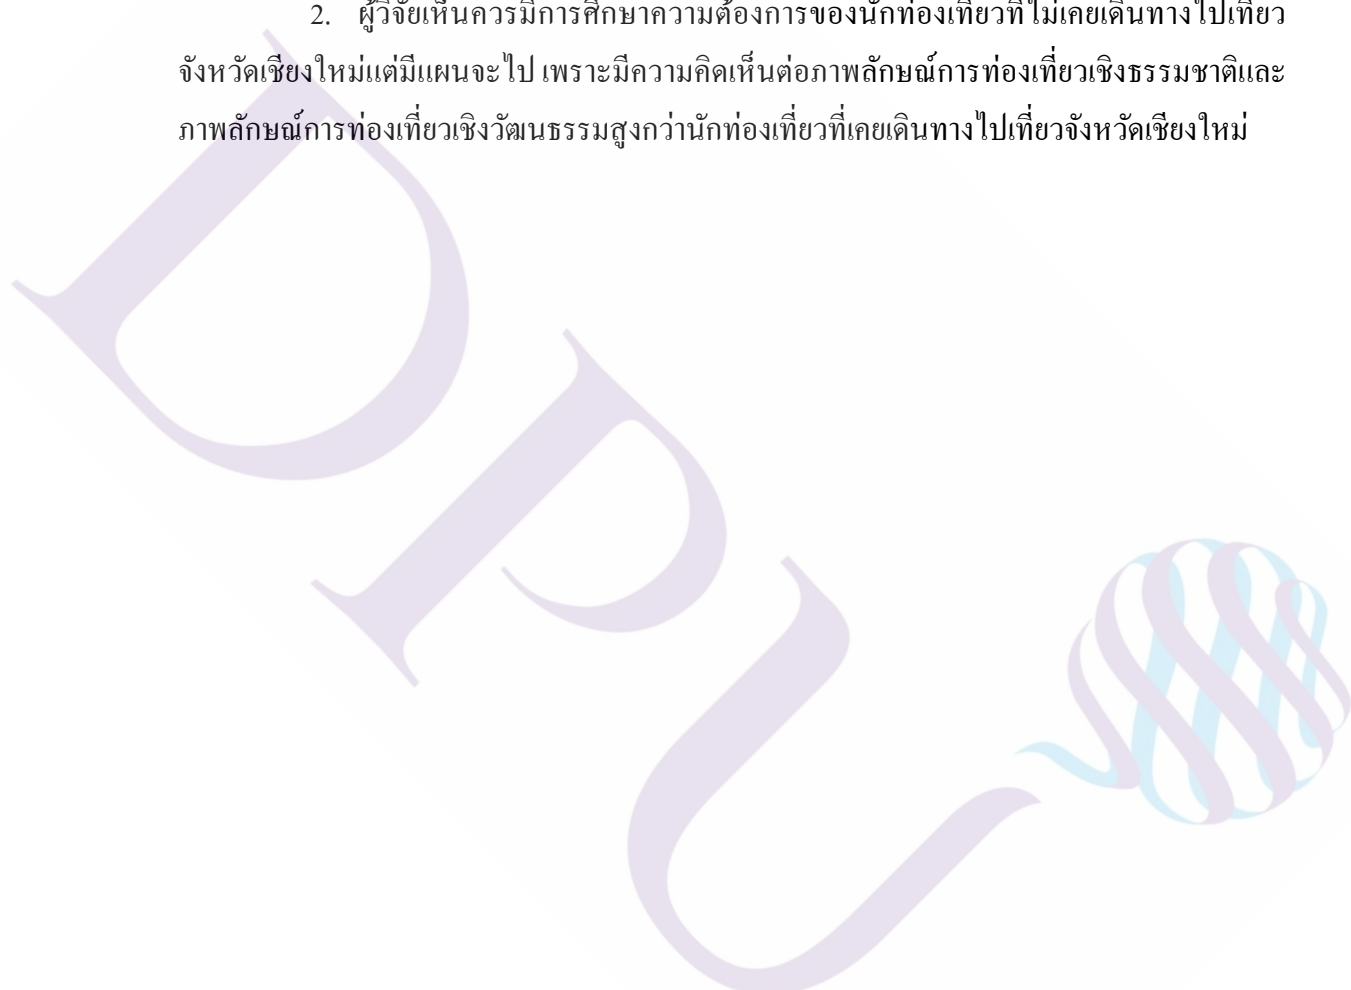 2. ผู้วิจัยเห็นควรมีการศึกษาความต้องการของนักท่องเที่ยวที่ไม่เคยเดินทางไปเที่ยว
จังหวัดเชียงใหม่แต่มีแผนจะไป เพราะมีความคิดเห็นต่อภาพลักษณ์การท่องเที่ยวเชิงธรรมชาติและ
ภาพลักษณ์การท่องเที่ยวเชิงวัฒนธรรมสูงกว่านักท่องเที่ยวที่เคยเดินทางไปเที่ยวจังหวัดเชียงใหม่
DPU